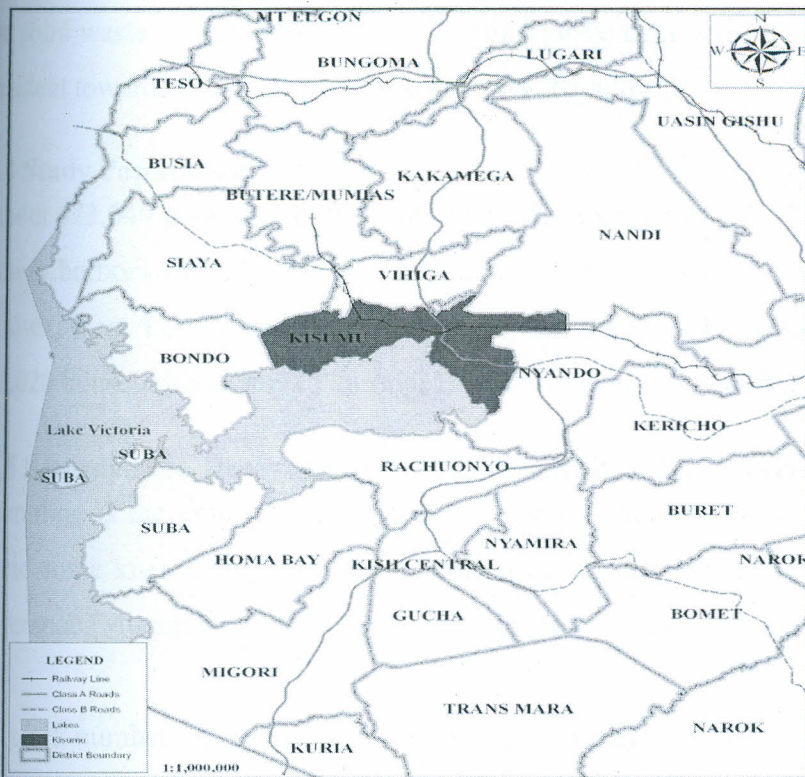 MT ELGON
N
BUNGOMA
LUGARI
W
E
TESO
S
UASIN GISHU
BUSIA
KAKAMEGA
BUTERE/MUMIAS
NANDI
SIAYA
VIHIGA
KISUMU
BONDO
NYANDO
KERICHO
Lake Victoria
SUBA
RACHUONYO
SUBA
BURET
SUBA
NYAMIRA
HOMA BAY
KISII CENTRAL
NAROK
GUCHA
BOMET
LEGEND
Railway Line
Class A Roads
Class B Roads
Lakes
Kisumu
District Boundary
MIGORI
TRANS MARA
NAROK
KURIA
1:1,000,000